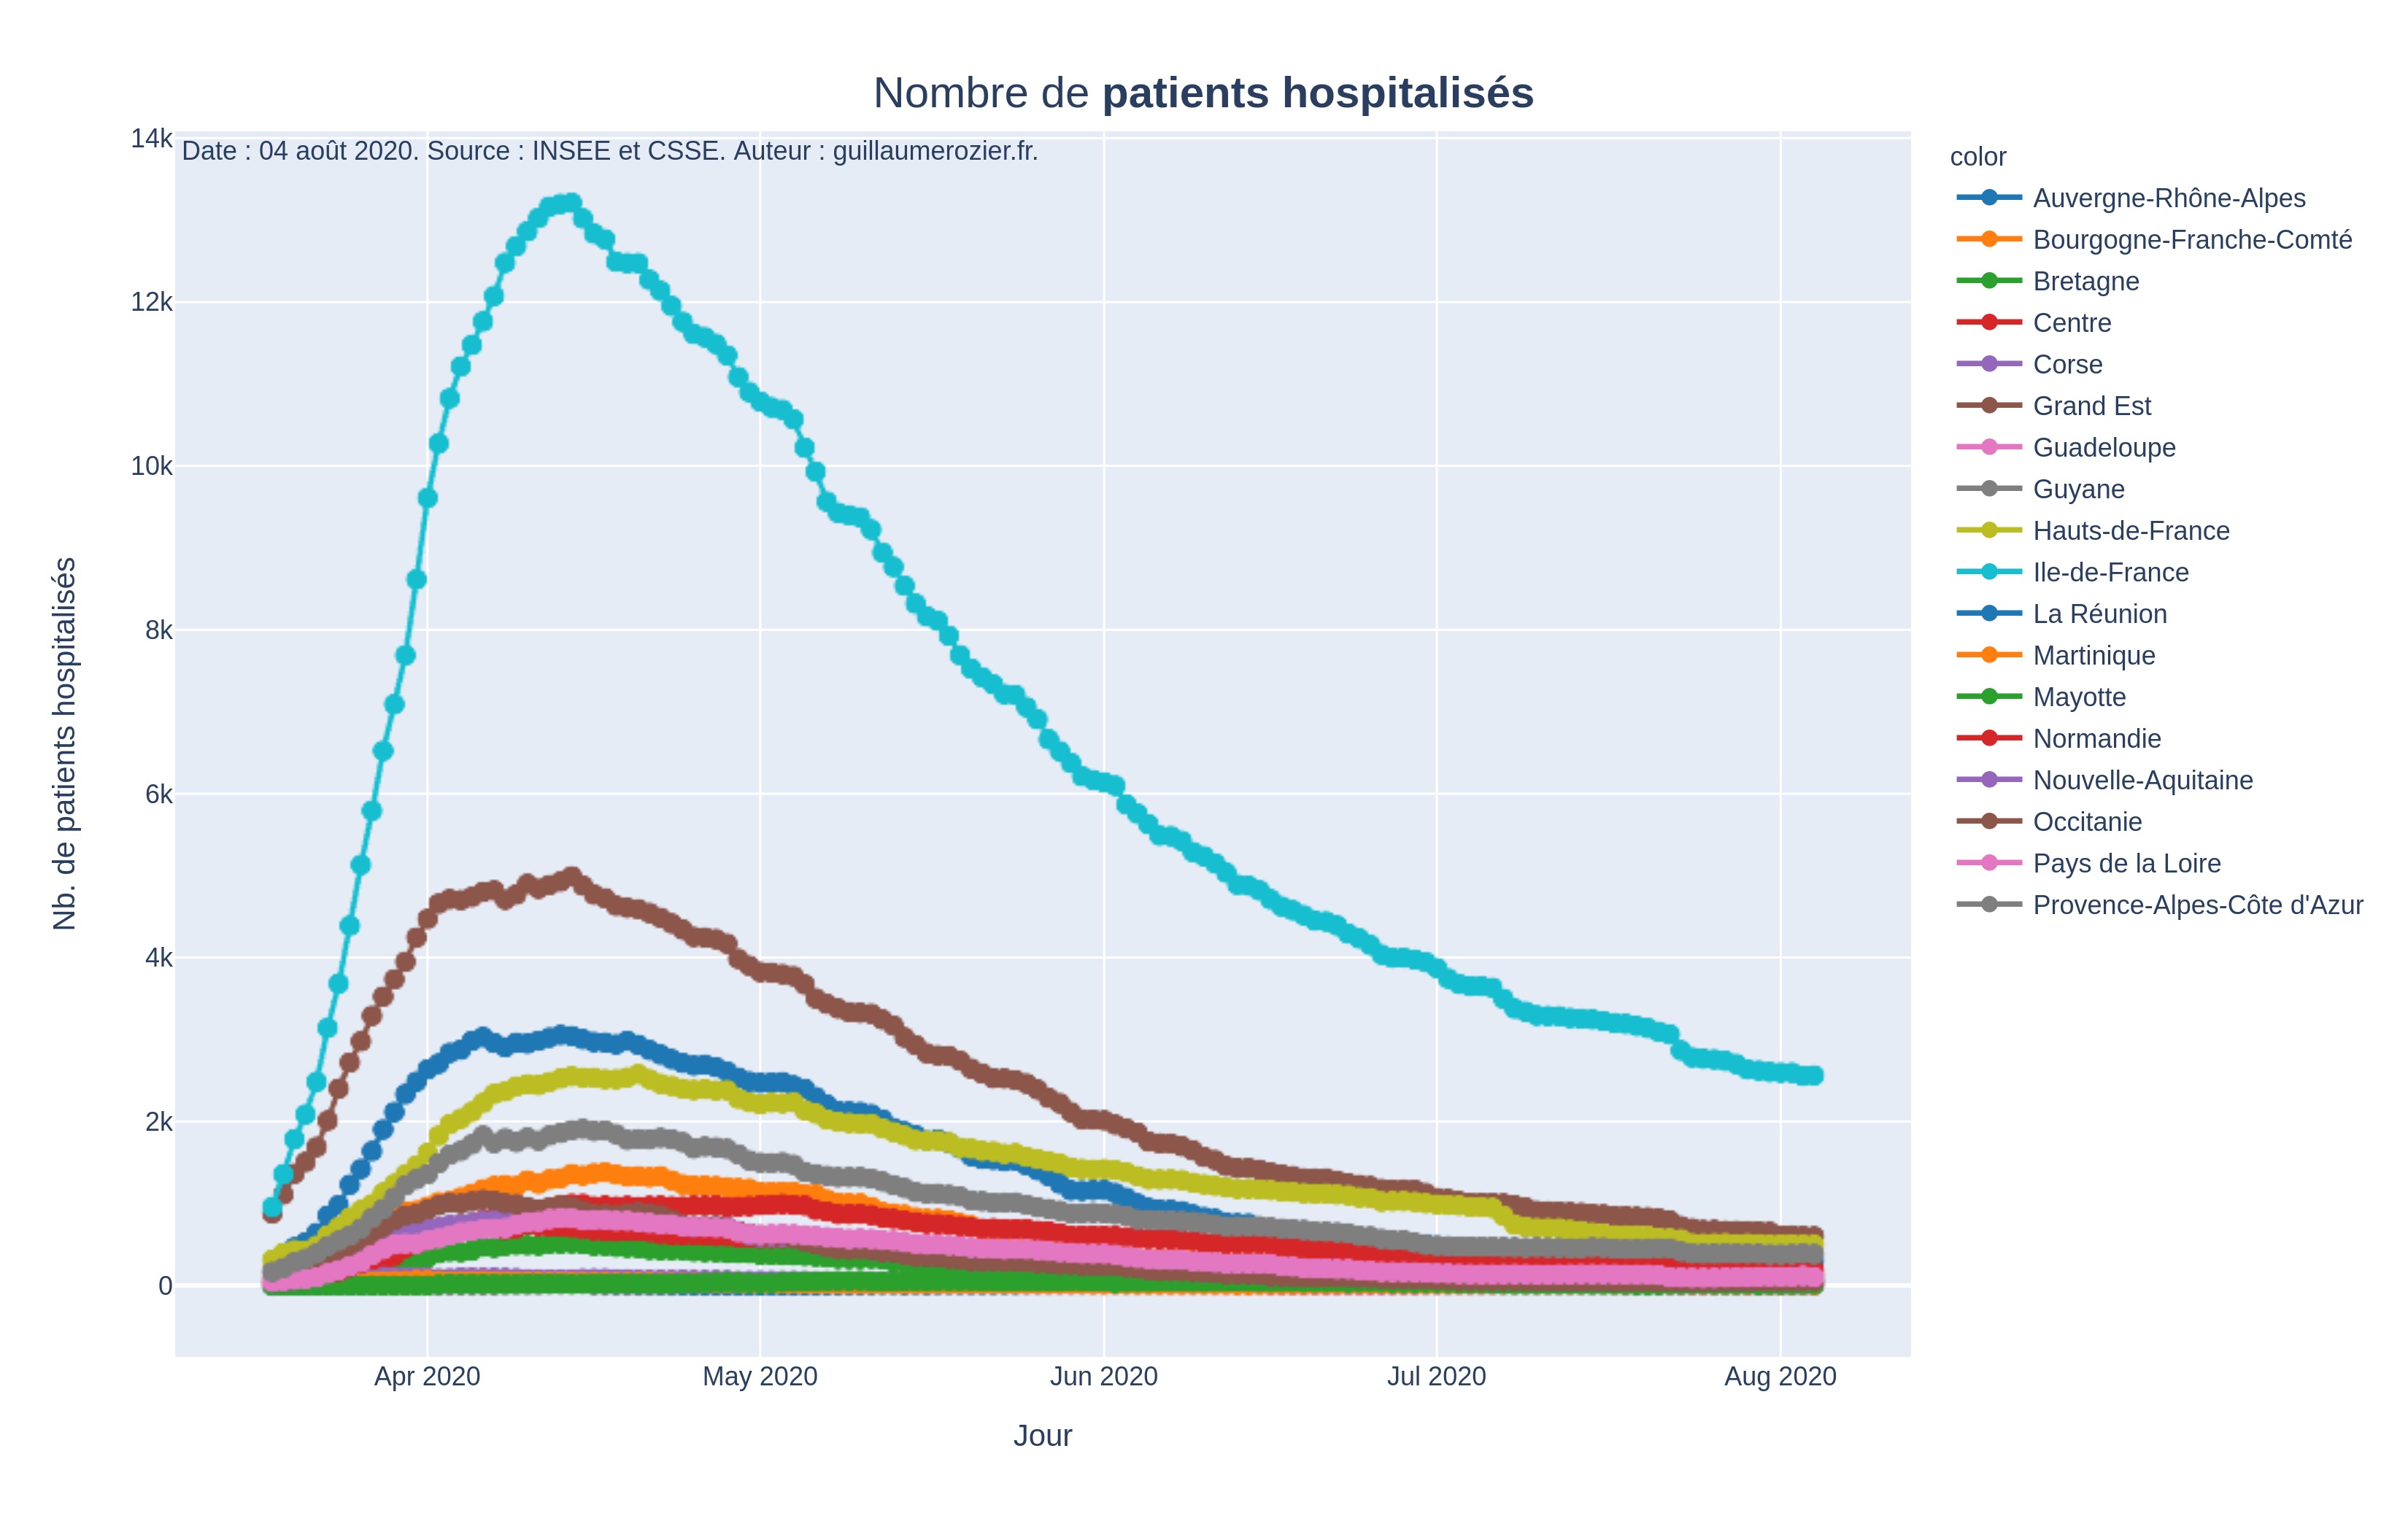 Nombre de patients hospitalisés
Date : 04 août 2020. Source : INSEE et CSSE. Auteur : guillaumerozier.fr.
14k
12k
10k
8k
6k
4k
2k
0
Nb. de patients hospitalisés
Apr 2020
May 2020
Jun 2020
Jul 2020
Aug 2020
Jour
color
Auvergne-Rhône-Alpes
Bourgogne-Franche-Comté
Bretagne
Centre
Corse
Grand Est
Guadeloupe
Guyane
Hauts-de-France
Ile-de-France
La Réunion
Martinique
Mayotte
Normandie
Nouvelle-Aquitaine
Occitanie
Pays de la Loire
Provence-Alpes-Côte d'Azur